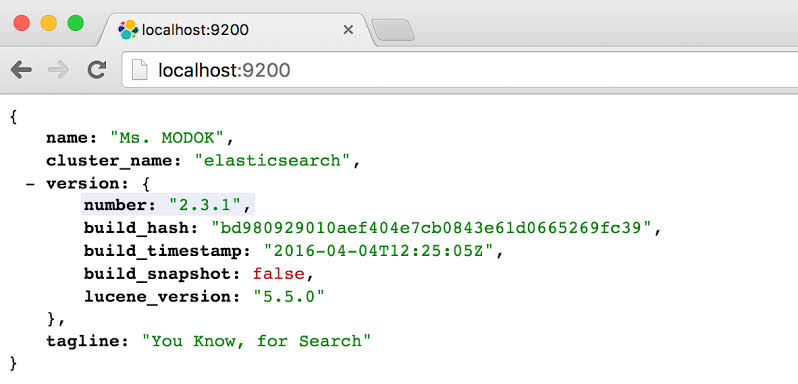 localhost:9200
localhost:9200
{
name: "Ms. MODOK",
cluster_name: "elasticsearch",
- version: {
number: "2.3.1",
build_hash: "bd980929010aef404e7cb0843e61d0665269fc39",
build_timestamp: "2016-04-04T12:25:05Z",
build_snapshot: false,
lucene_version: "5.5.0"
},
tagline: "You Know, for Search"
}